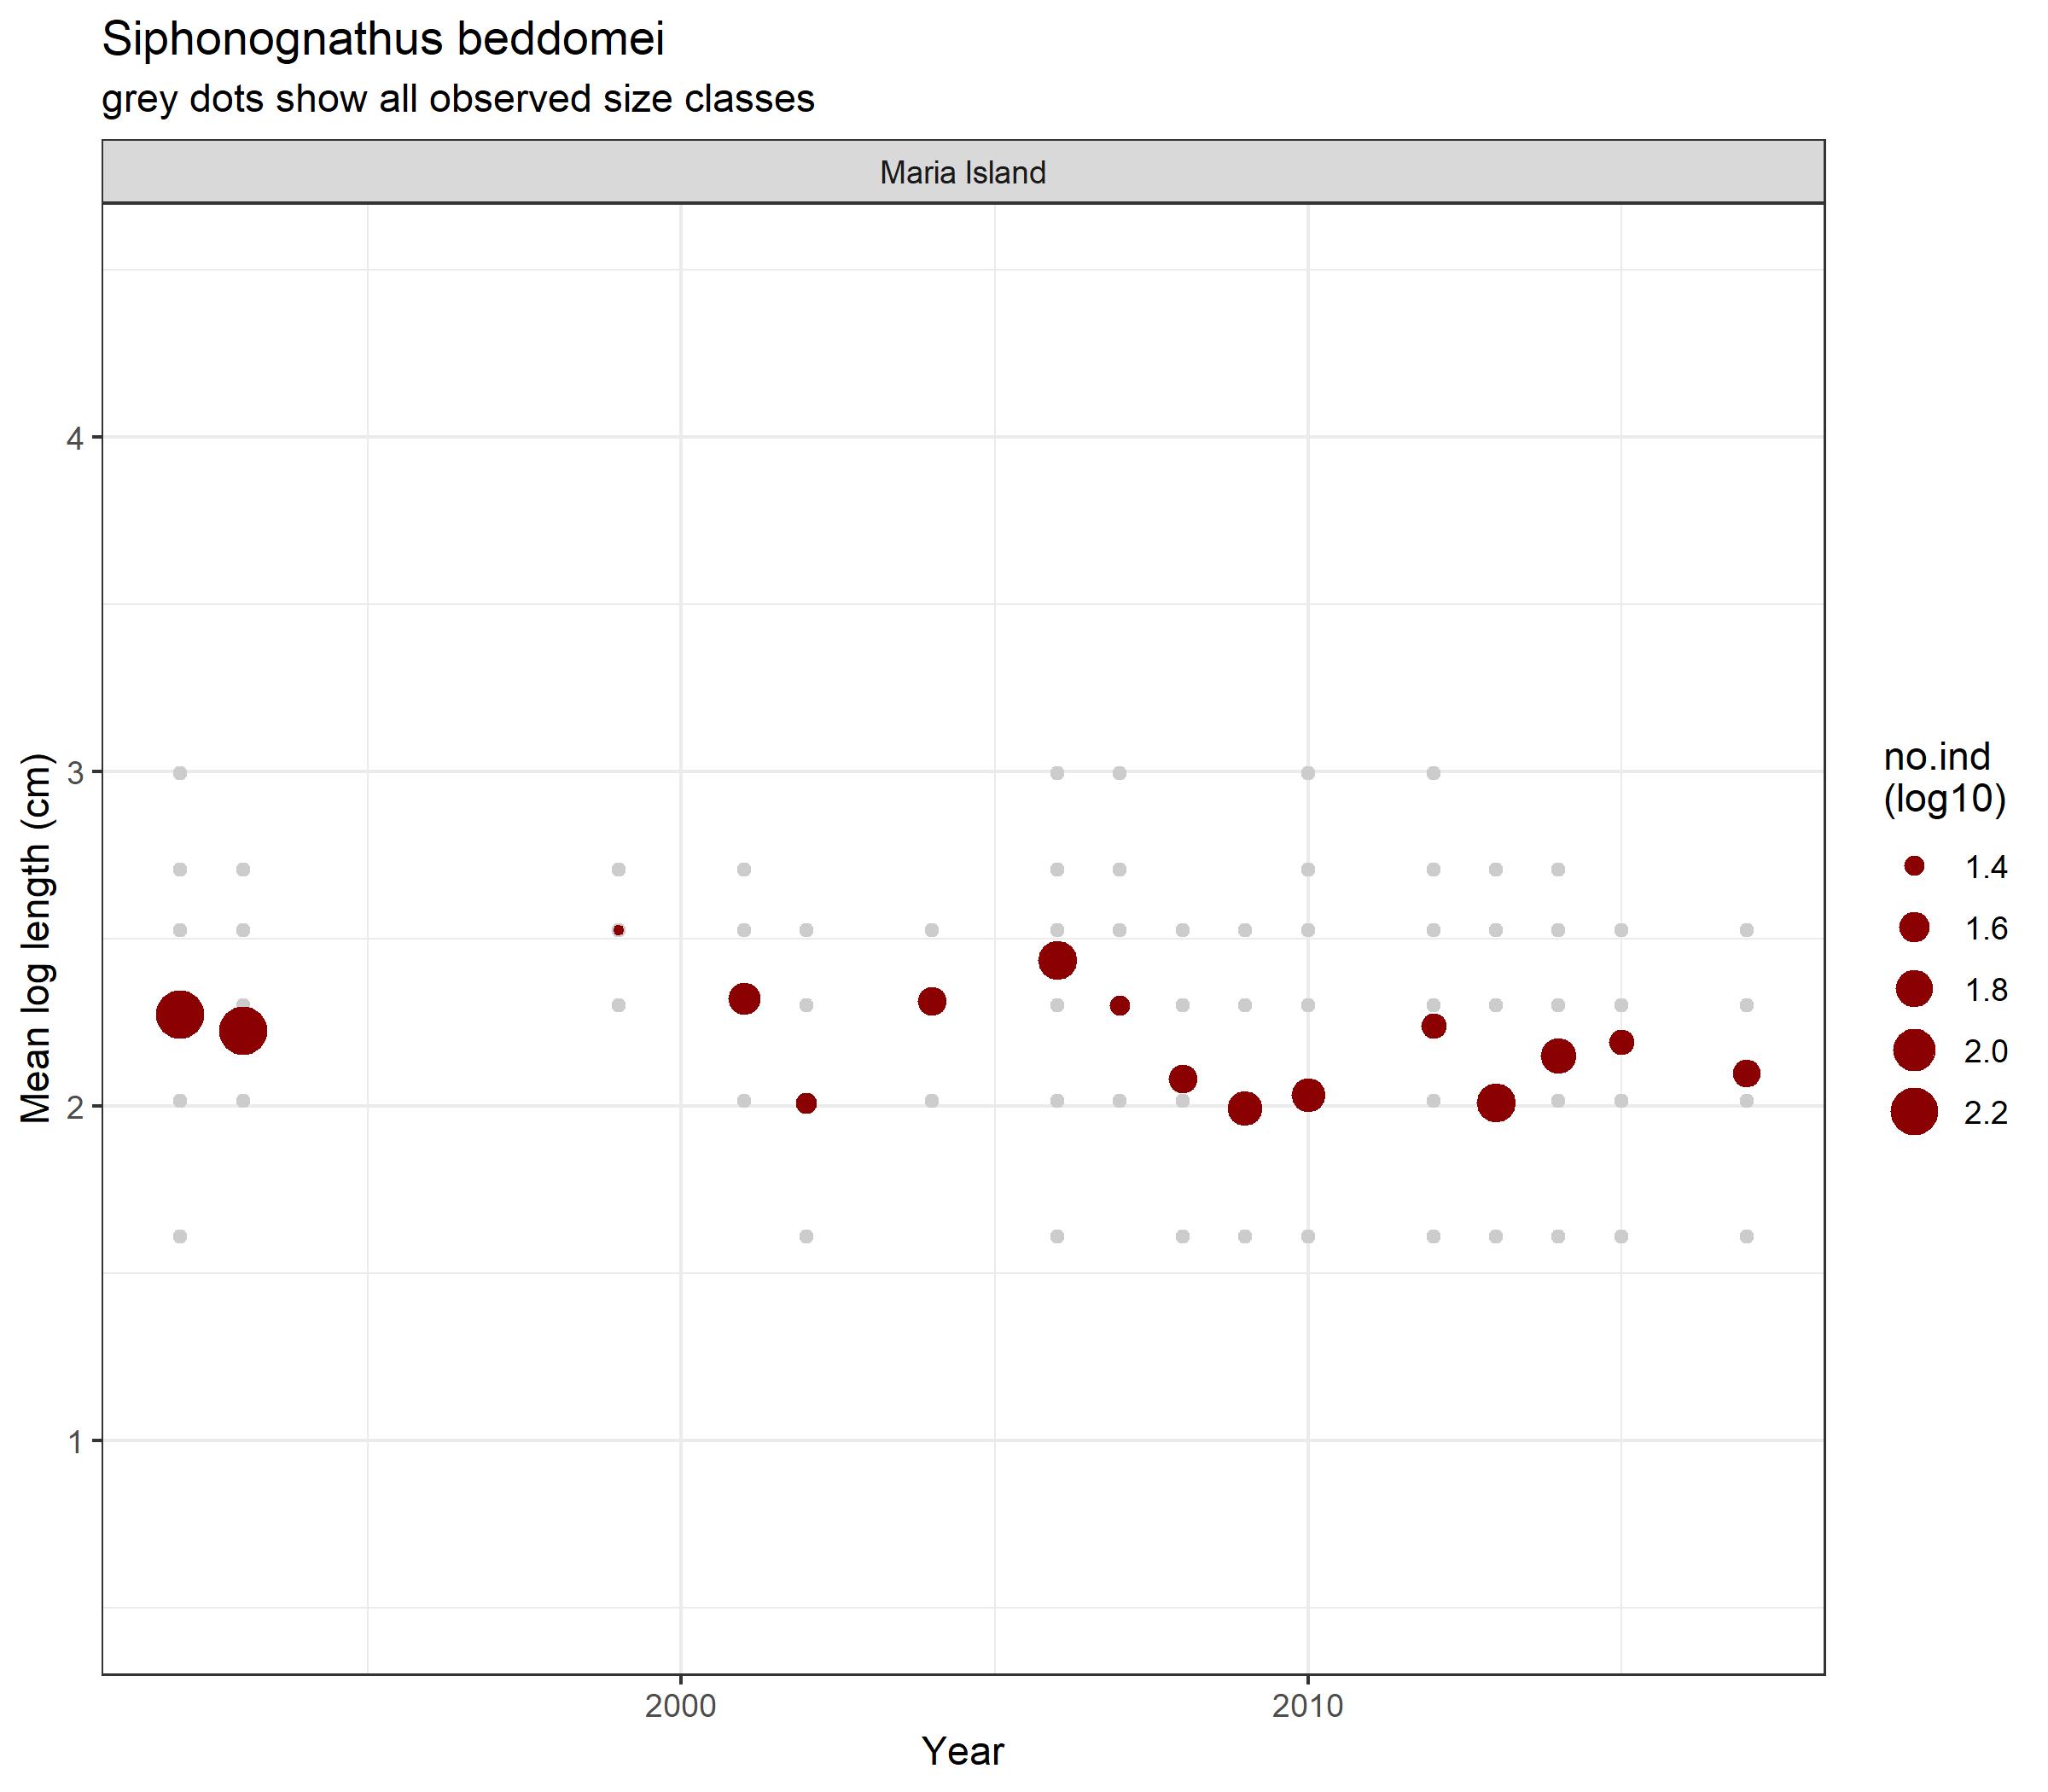 Siphonognathus beddomei
grey dots show all observed size classes
Maria Island
Mean log length (cm)
4
3
2
1
2000
2010
Year
no.ind
(log10)
1.4
1.6
1.8
2.0
2.2